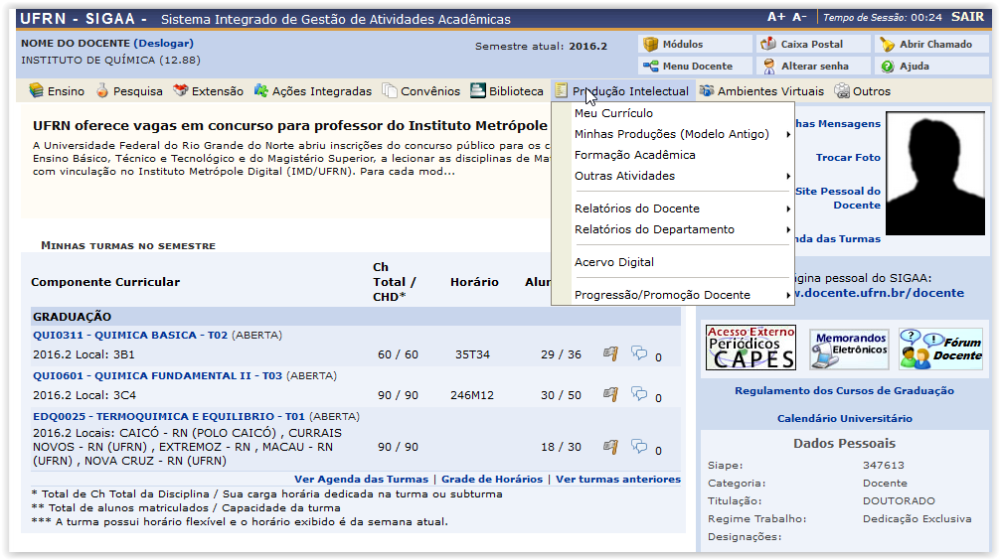 UFRN - SIGAA - Sistema Integrado de Gestão de Atividades Acadêmicas
A+ A- Tempo de Sessão: 00:24 SAIR
NOME DO DOCENTE (Deslogar)
INSTITUTO DE QUÍMICA (12.88)
Semestre atual: 2016.2
Módulos Caixa Postal Abrir Chamado
Menu Docente Alterar senha Ajuda
Ensino Pesquisa Extensão Ações Integradas Convênios Biblioteca Produção Intelectual Ambientes Virtuais Outros
Meu Currículo
Minhas Produções (Modelo Antigo)
Formação Acadêmica
Outras Atividades
Relatórios do Docente
Relatórios do Departamento
Acervo Digital
Progressão/Promoção Docente
UFRN oferece vagas em concurso para professor do Instituto Metrópole
A Universidade Federal do Rio Grande do Norte abriu inscrições do concurso público para os c
Ensino Básico, Técnico e Tecnológico e do Magistério Superior, a lecionar as disciplinas de Ma
com vinculação no Instituto Metrópole Digital (IMD/UFRN). Para cada mod...
has Mensagens
Trocar Foto
Site Pessoal do
Docente
nda das Turmas
MINHAS TURMAS NO SEMESTRE
Componente Curricular
Ch
Total /
CHD*
Horário
Alun
GRADUAÇÃO
QUI0311 - QUIMICA BASICA - T02 (ABERTA)
2016.2 Local: 3B1 60 / 60 35T34 29 / 36 0
QUI0601 - QUIMICA FUNDAMENTAL II - T03 (ABERTA)
2016.2 Local: 3C4 90 / 90 246M12 30 / 50 0
EDQ0025 - TERMOQUIMICA E EQUILIBRIO - T01 (ABERTA)
2016.2 Locais: CAICÓ - RN (POLO CAICÓ) , CURRAIS
NOVOS - RN (UFRN) , EXTREMOZ - RN , MACAU - RN
(UFRN) , NOVA CRUZ - RN (UFRN)
90 / 90 18 / 30 0
Ver Agenda das Turmas | Grade de Horários | Ver turmas anteriores
* Total de Ch Total da Disciplina / Sua carga horária dedicada na turma ou subturma
** Total de alunos matriculados / Capacidade da turma
*** A turma possui horário flexível e o horário exibido é da semana atual.
ágina pessoal do SIGAA:
w.docente.ufrn.br/docente
Acesso Externo
Periódicos
CAPES
Memorandos
Eletrônicos
Fórum
Docente
Regulamento dos Cursos de Graduação
Calendário Universitário
Dados Pessoais
Siape: 347613
Categoria: Docente
Titulação: DOUTORADO
Regime Trabalho: Dedicação Exclusiva
Designações: